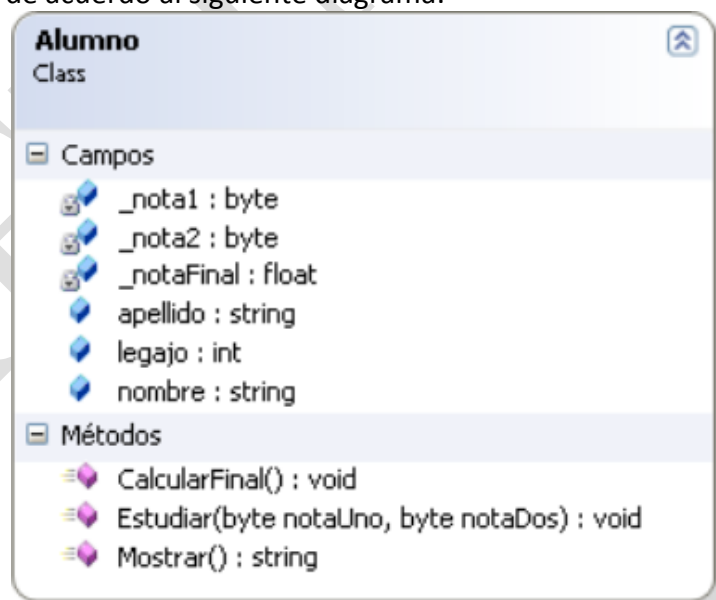 de acuerdo al siguiente diagrama:
Alumno
Class
Campos
_nota1 : byte
_nota2 : byte
_notaFinal : float
apellido : string
legajo : int
nombre : string
Métodos
CalcularFinal() : void
Estudiar(byte notaUno, byte notaDos) : void
Mostrar() : string